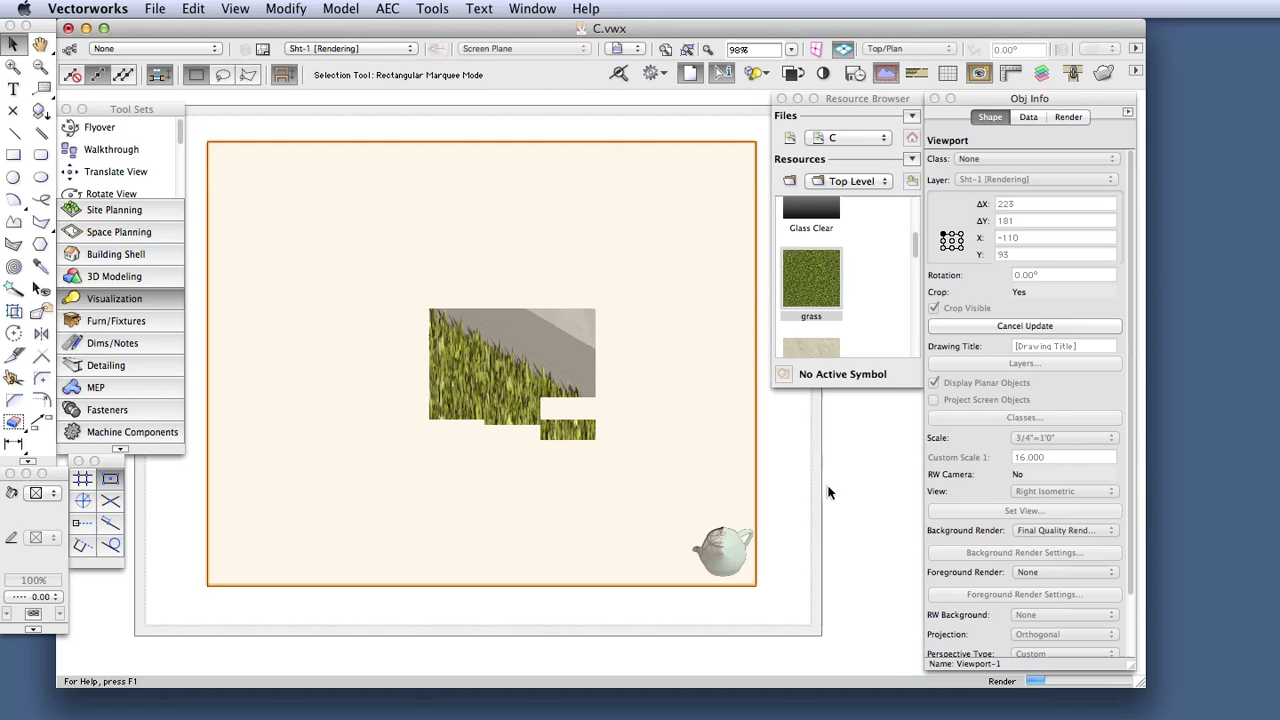 Vectorworks File Edit View Modify Model AEC Tools Text Window Help
C.vwx
None Sht-1 [Rendering] Screen Plane 98% Top/Plan 0.00°
Selection Tool: Rectangular Marquee Mode
Tool Sets
Flyover
Walkthrough
Translate View
Rotate View
Site Planning
Space Planning
Building Shell
3D Modeling
Visualization
Furn/Fixtures
Dims/Notes
Detailing
MEP
Fasteners
Machine Components
100%
0.00
Resource Browser
Files
C
Resources
Top Level
Glass Clear
grass
No Active Symbol
Obj Info
Shape Data Render
Viewport
Class: None
Layer: Sht-1 [Rendering]
ΔX: 223
ΔY: 181
X: -110
Y: 93
Rotation: 0.00°
Crop: Yes
Crop Visible
Cancel Update
Drawing Title: [Drawing Title]
Layers...
Display Planar Objects
Project Screen Objects
Classes...
Scale: 3/4"=1'0"
Custom Scale 1: 16.000
RW Camera: No
View: Right Isometric
Set View...
Background Render: Final Quality Rend...
Background Render Settings...
Foreground Render: None
Foreground Render Settings...
RW Background: None
Projection: Orthogonal
Perspective Type: Custom
Name: Viewport-1
For Help, press F1
Render